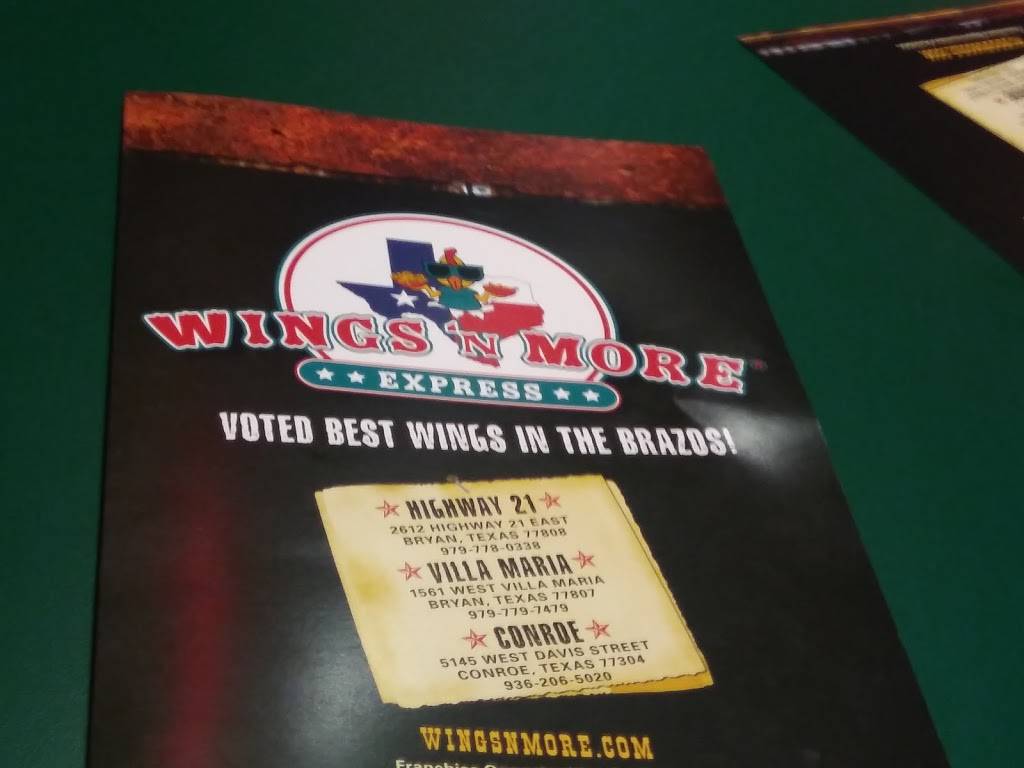 WINGS 'N MORE
★ ★ EXPRESS ★ ★
VOTED BEST WINGS IN THE BRAZOS!
HIGHWAY 21
2612 HIGHWAY 21 EAST
BRYAN, TEXAS 77808
979-778-0338
VILLA MARIA
1561 WEST VILLA MARIA
BRYAN, TEXAS 77807
979-779-7479
CONROE
5145 WEST DAVIS STREET
CONROE, TEXAS 77304
936-206-5020
WINGSNMORE.COM
Franchise